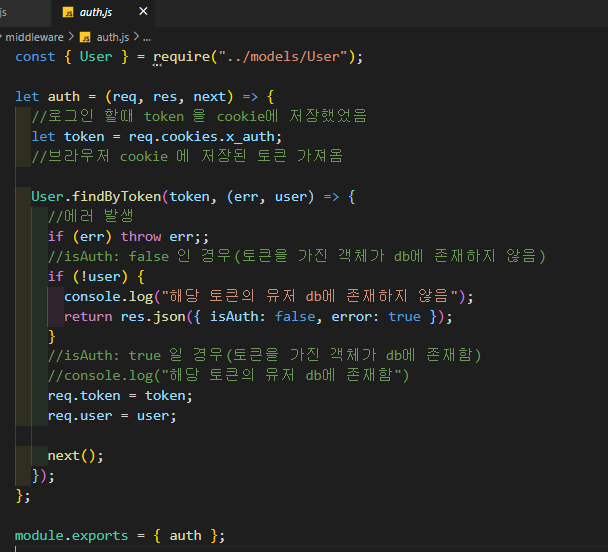 js
JS auth.js ×
middleware > JS auth.js > ...
const { User } = require("../models/User");
let auth = (req, res, next) => {
//로그인 할때 token 을 cookie에 저장했었음
let token = req.cookies.x_auth;
//브라우저 cookie 에 저장된 토큰 가져옴
User.findByToken(token, (err, user) => {
//에러 발생
if (err) throw err;;
//isAuth: false 인 경우(토큰을 가진 객체가 db에 존재하지 않음)
if (!user) {
console.log("해당 토큰의 유저 db에 존재하지 않음");
return res.json({ isAuth: false, error: true });
}
//isAuth: true 일 경우(토큰을 가진 객체가 db에 존재함)
//console.log("해당 토큰의 유저 db에 존재함")
req.token = token;
req.user = user;
next();
});
};
module.exports = { auth };